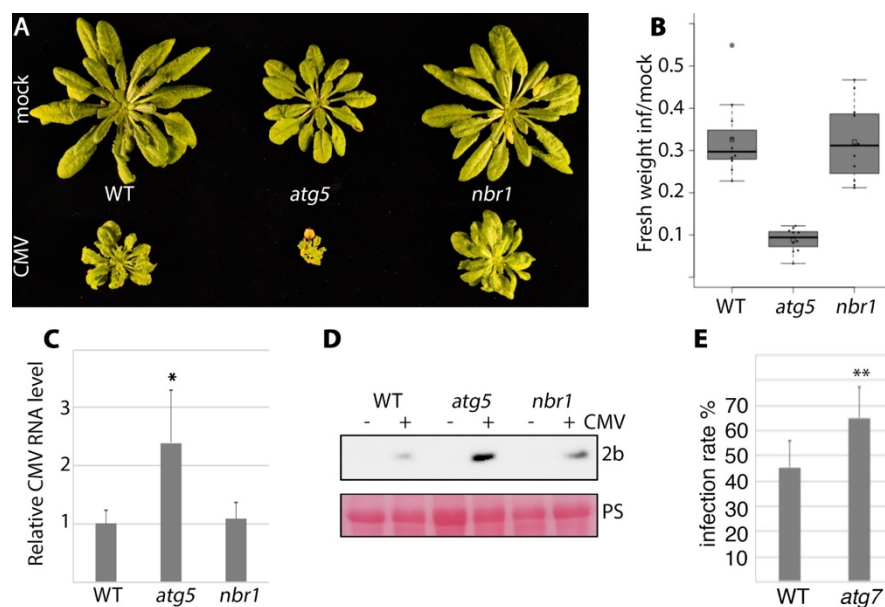 A
mock
WT
atg5
nbr1
CMV
B
Fresh weight inf/mock
0.5
0.4
0.3
0.2
0.1
WT
atg5
nbr1
C
Relative CMV RNA level
3
2
1
*
WT
atg5
nbr1
D
WT
atg5
nbr1
- + - + - + CMV
2b
PS
E
infection rate %
70
60
50
40
30
20
10
**
WT
atg7